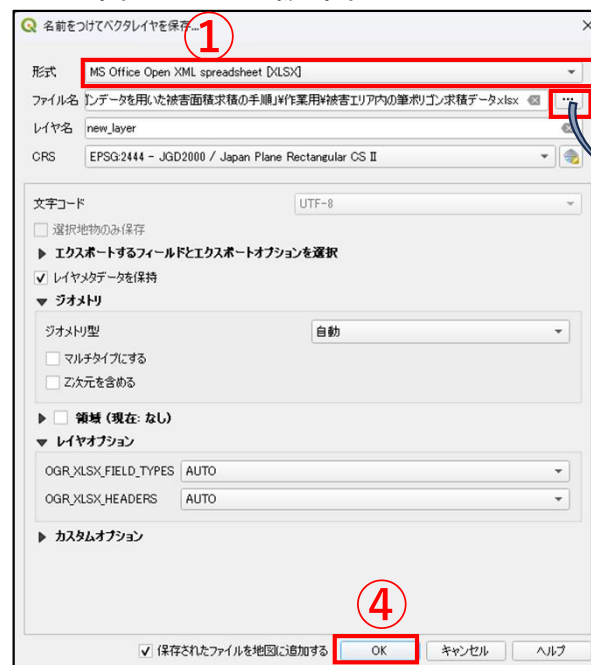 名前をつけてベクタレイヤを保存...
①
形式 MS Office Open XML spreadsheet [XLSX]
ファイル名 ンデータを用いた被害面積求積の手順¥作業用¥被害エリア内の筆ポリゴン求積データ.xlsx ...
レイヤ名 new_layer
CRS EPSG:2444 - JGD2000 / Japan Plane Rectangular CS II
文字コード UTF-8
選択地物のみ保存
エクスポートするフィールドとエクスポートオプションを選択
レイヤメタデータを保持
ジオメトリ
ジオメトリ型 自動
マルチタイプにする
Z次元を含める
領域 (現在: なし)
レイヤオプション
OGR_XLSX_FIELD_TYPES AUTO
OGR_XLSX_HEADERS AUTO
カスタムオプション
④
保存されたファイルを地図に追加する OK キャンセル ヘルプ